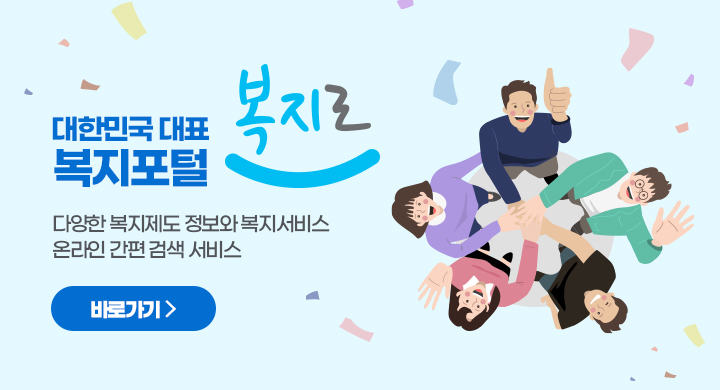 대한민국 대표
복지포털
복지로
다양한 복지제도 정보와 복지서비스
온라인 간편 검색 서비스
바로가기 >